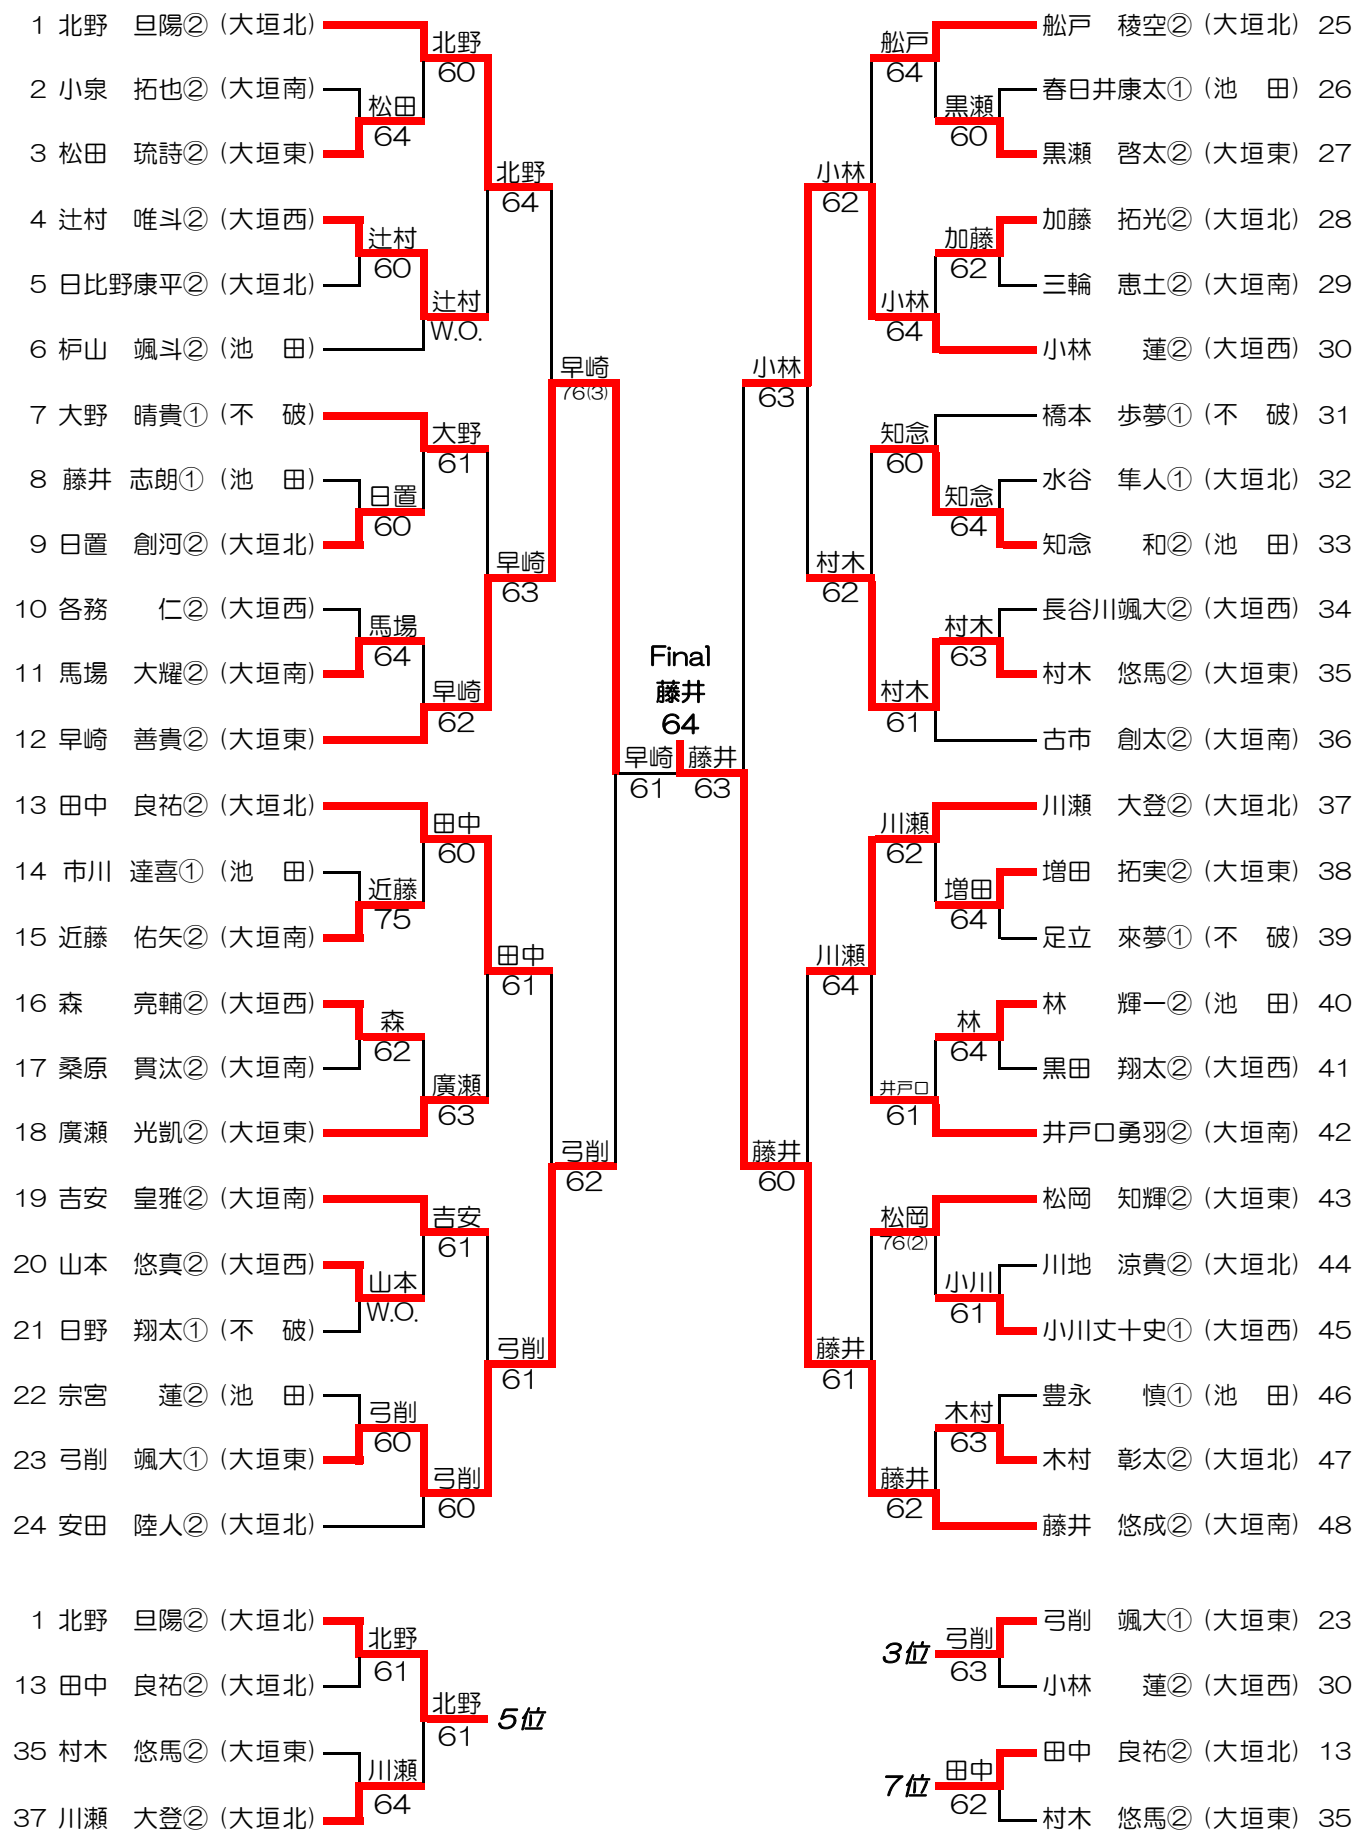 1 北野 旦陽② (大垣北)
2 小泉 拓也② (大垣南)
3 松田 琉詩② (大垣東)
4 辻村 唯斗② (大垣西)
5 日比野康平② (大垣北)
6 枦山 颯斗② (池 田)
7 大野 晴貴① (不 破)
8 藤井 志朗① (池 田)
9 日置 創河② (大垣北)
10 各務 仁② (大垣西)
11 馬場 大耀② (大垣南)
12 早崎 善貴② (大垣東)
13 田中 良祐② (大垣北)
14 市川 達喜① (池 田)
15 近藤 佑矢② (大垣南)
16 森 亮輔② (大垣西)
17 桑原 貫汰② (大垣南)
18 廣瀬 光凱② (大垣東)
19 吉安 皇雅② (大垣南)
20 山本 悠真② (大垣西)
21 日野 翔太① (不 破)
22 宗宮 蓮② (池 田)
23 弓削 颯大① (大垣東)
24 安田 陸人② (大垣北)
松田
64
辻村
60
日置
60
馬場
64
近藤
75
森
62
山本
W.O.
弓削
60
北野
60
辻村
W.O.
大野
61
早崎
62
田中
60
廣瀬
63
吉安
61
弓削
60
北野
64
早崎
63
田中
61
弓削
61
早崎
76(3)
弓削
62
早崎
61
Final
藤井
64
藤井
63
小林
63
藤井
60
小林
62
村木
62
川瀬
64
藤井
61
舩戸
64
小林
64
知念
60
村木
61
川瀬
62
井戸口
61
松岡
76(2)
藤井
62
黒瀬
60
加藤
62
知念
64
村木
63
増田
64
林
64
小川
61
木村
63
舩戸 稜空② (大垣北) 25
春日井康太① (池 田) 26
黒瀬 啓太② (大垣東) 27
加藤 拓光② (大垣北) 28
三輪 恵土② (大垣南) 29
小林 蓮② (大垣西) 30
橋本 歩夢① (不 破) 31
水谷 隼人① (大垣北) 32
知念 和② (池 田) 33
長谷川颯大② (大垣西) 34
村木 悠馬② (大垣東) 35
古市 創太② (大垣南) 36
川瀬 大登② (大垣北) 37
増田 拓実② (大垣東) 38
足立 來夢① (不 破) 39
林 輝一② (池 田) 40
黒田 翔太② (大垣西) 41
井戸口勇羽② (大垣南) 42
松岡 知輝② (大垣東) 43
川地 涼貴② (大垣北) 44
小川丈十史① (大垣西) 45
豊永 慎① (池 田) 46
木村 彰太② (大垣北) 47
藤井 悠成② (大垣南) 48
1 北野 旦陽② (大垣北)
13 田中 良祐② (大垣北)
35 村木 悠馬② (大垣東)
37 川瀬 大登② (大垣北)
北野
61
川瀬
64
北野
61
5位
3位
弓削
63
弓削 颯大① (大垣東) 23
小林 蓮② (大垣西) 30
7位
田中
62
田中 良祐② (大垣北) 13
村木 悠馬② (大垣東) 35